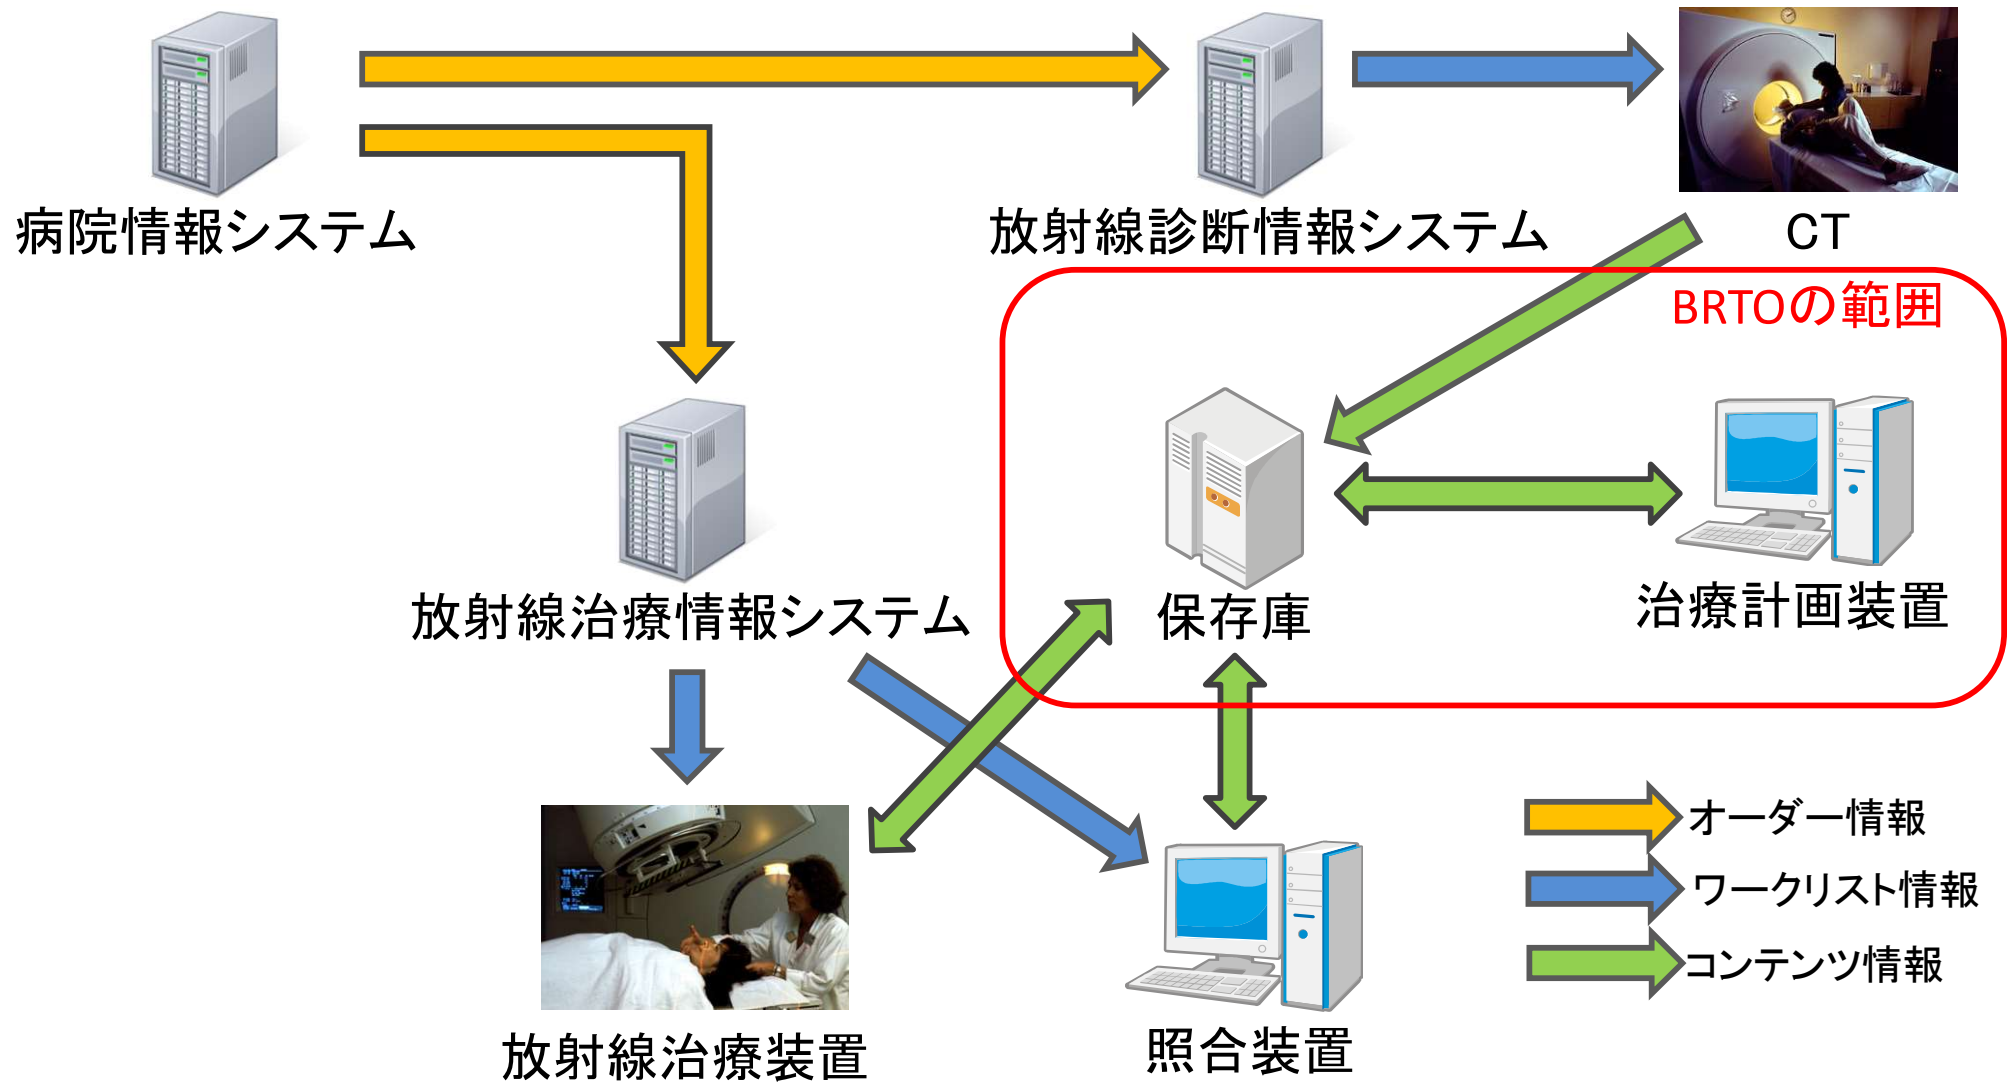 病院情報システム
放射線診断情報システム
CT
BRTOの範囲
放射線治療情報システム
保存庫
治療計画装置
オーダー情報
ワークリスト情報
コンテンツ情報
放射線治療装置
照合装置